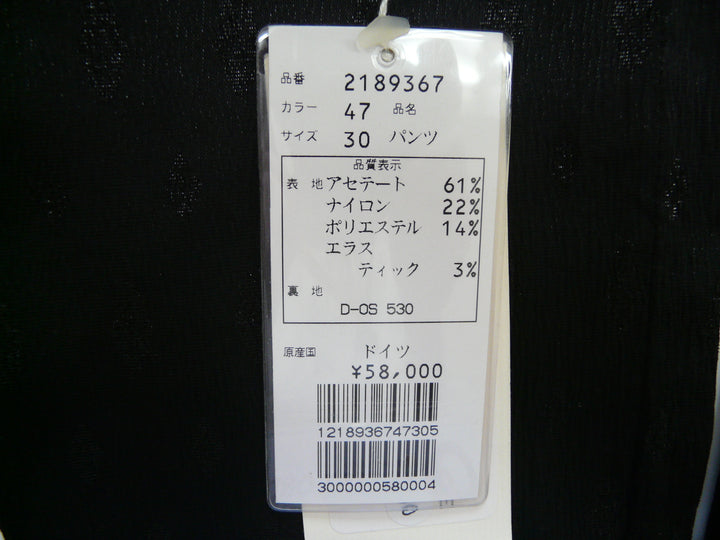 品番 2189367
カラー 47 品名
サイズ 30 パンツ
品質表示
表 地 アセテート 61%
ナイロン 22%
ポリエステル 14%
エラス
ティック 3%
裏 地
D-OS 530
原産国 ドイツ
¥58,000
1218936747305
3000000580004